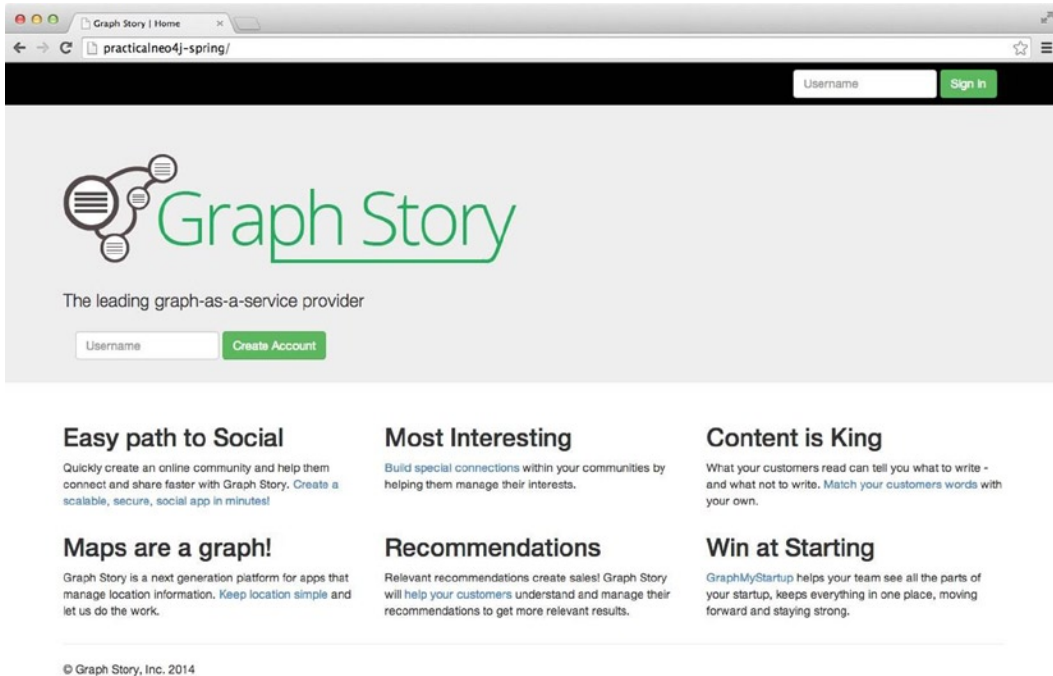 Graph Story | Home
practicalneo4j-spring/
Username
Sign In
Graph Story
The leading graph-as-a-service provider
Username
Create Account
Easy path to Social
Quickly create an online community and help them
connect and share faster with Graph Story. Create a
scalable, secure, social app in minutes!
Most Interesting
Build special connections within your communities by
helping them manage their interests.
Content is King
What your customers read can tell you what to write -
and what not to write. Match your customers words with
your own.
Maps are a graph!
Graph Story is a next generation platform for apps that
manage location information. Keep location simple and
let us do the work.
Recommendations
Relevant recommendations create sales! Graph Story
will help your customers understand and manage their
recommendations to get more relevant results.
Win at Starting
GraphMyStartup helps your team see all the parts of
your startup, keeps everything in one place, moving
forward and staying strong.
© Graph Story, Inc. 2014